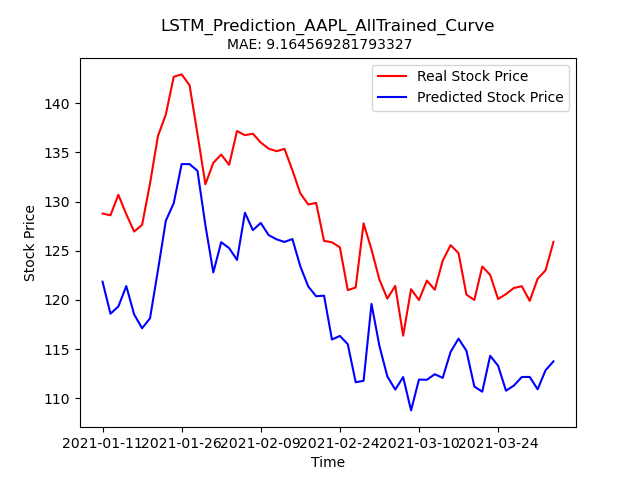 LSTM_Prediction_AAPL_AllTrained_Curve
MAE: 9.164569281793327
Real Stock Price
Predicted Stock Price
Stock Price
140
135
130
125
120
115
110
2021-01-11 2021-01-26 2021-02-09 2021-02-24 2021-03-10 2021-03-24
Time